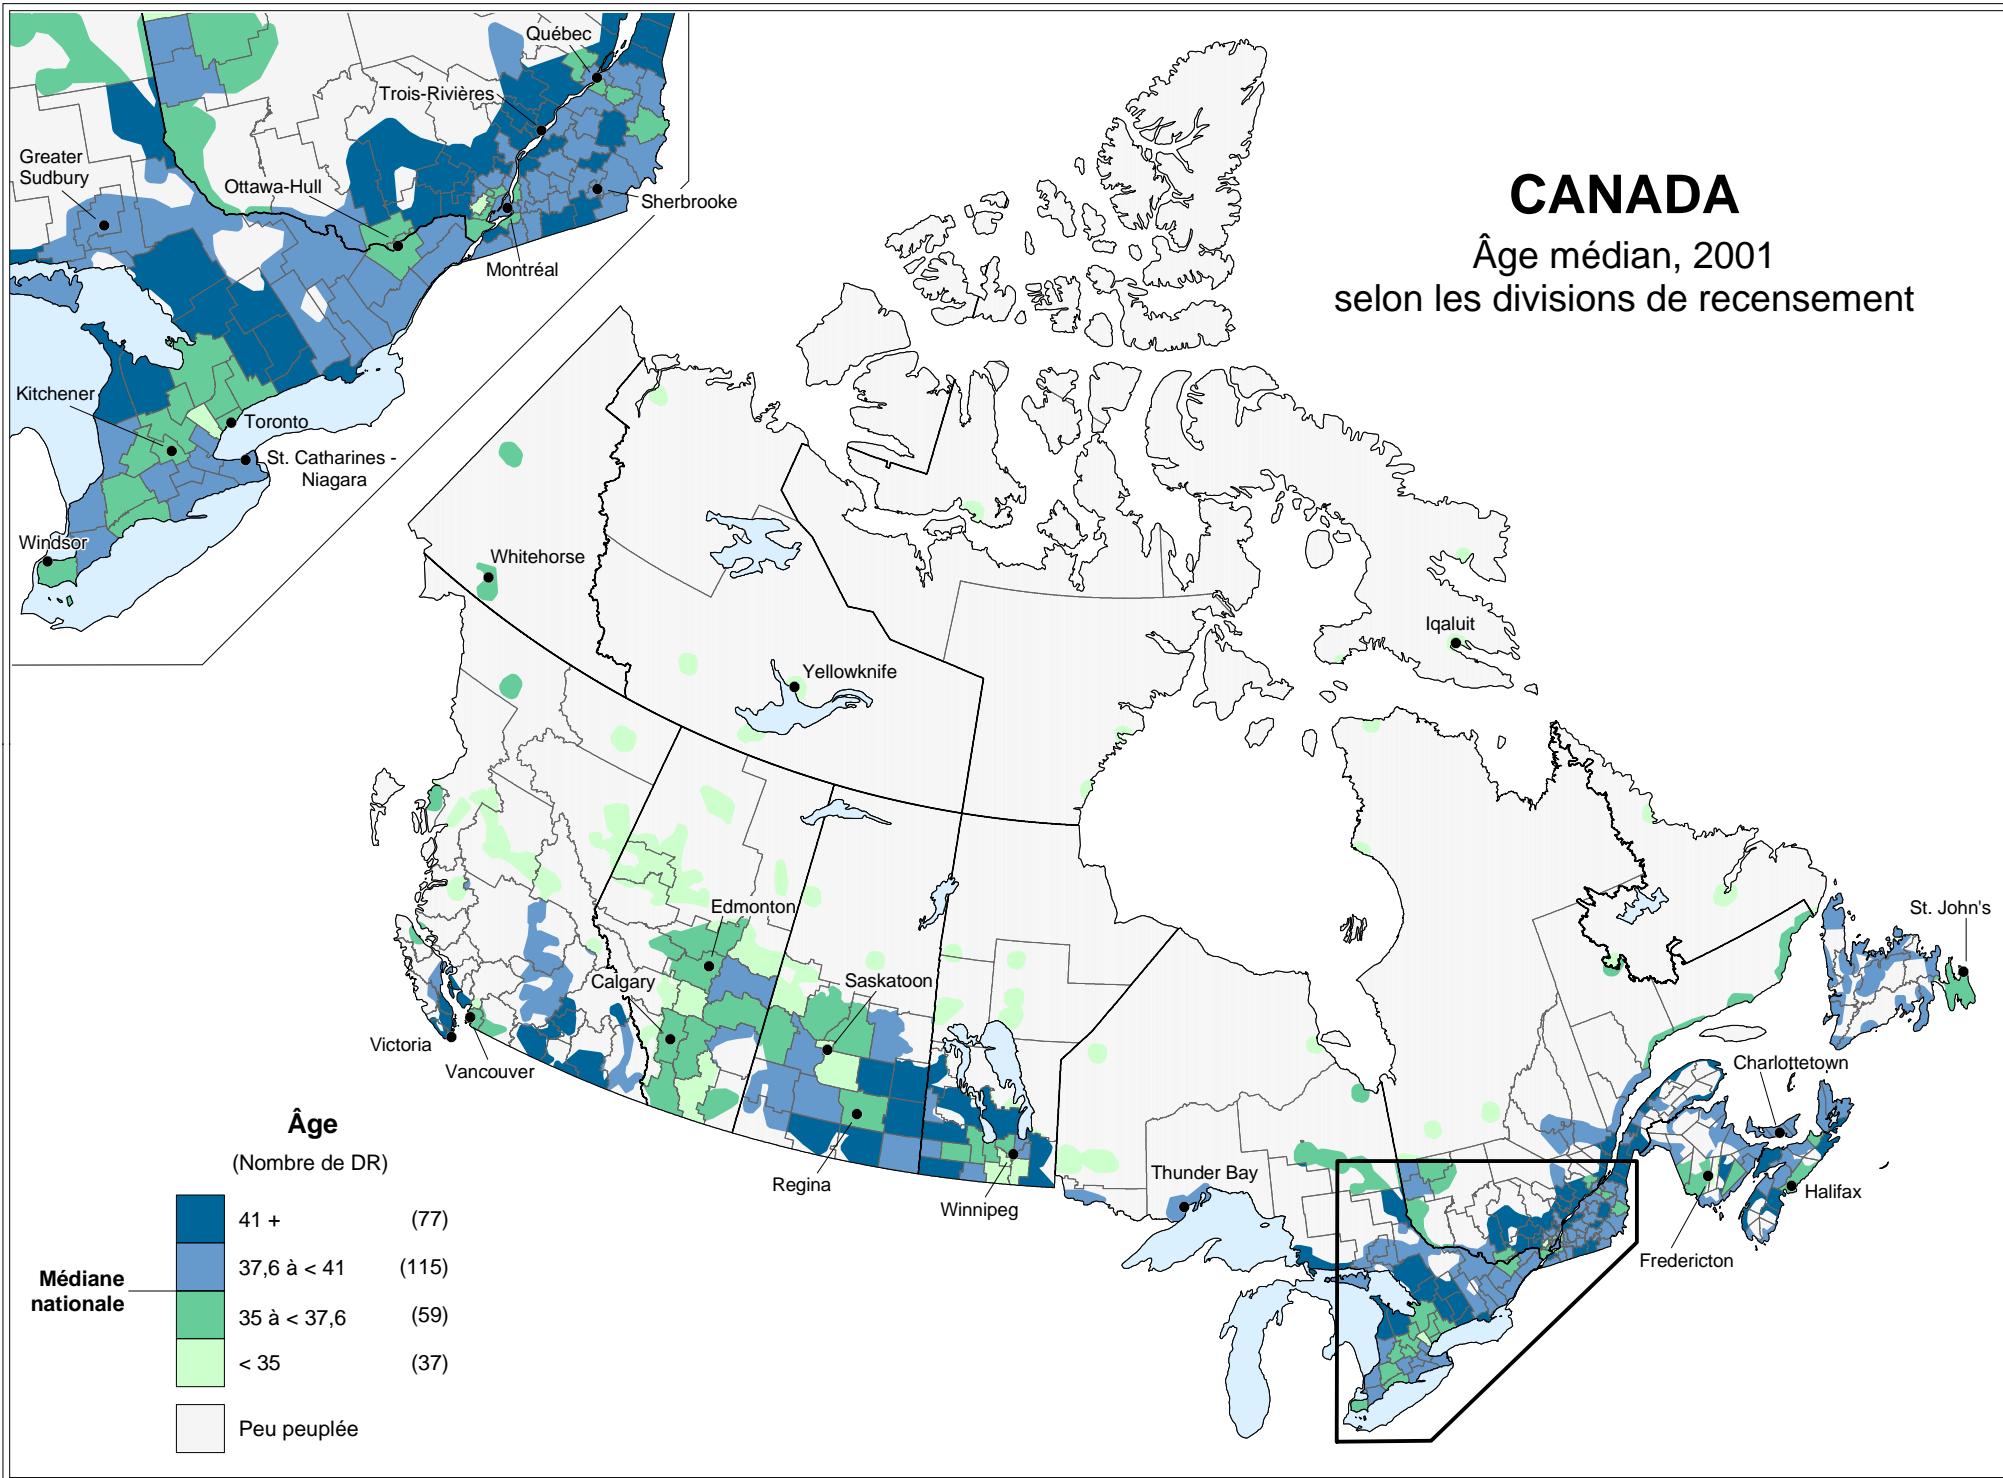 CANADA
Âge médian, 2001
selon les divisions de recensement
Québec
Trois-Rivières
Greater
Sudbury
Ottawa-Hull
Sherbrooke
Montréal
Kitchener
Toronto
St. Catharines -
Niagara
Windsor
Whitehorse
Yellowknife
Iqaluit
Edmonton
Calgary
Saskatoon
Victoria
Vancouver
Regina
Winnipeg
Thunder Bay
St. John's
Charlottetown
Halifax
Fredericton
Âge
(Nombre de DR)
41 + (77)
37,6 à < 41 (115)
Médiane
nationale
35 à < 37,6 (59)
< 35 (37)
Peu peuplée